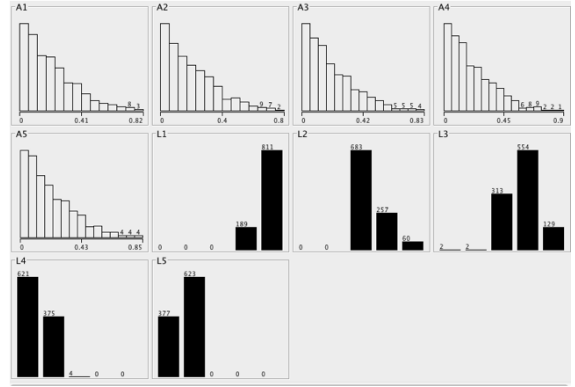 A1
8 3
0 0.41 0.82
A2
9 7 2
0 0.4 0.8
A3
5 5 5 4
0 0.42 0.83
A4
6 8 9 2 2 1
0 0.45 0.9
A5
4 4 4
0 0.43 0.85
L1
0 0 0 189 811
L2
0 0 683 257 60
L3
2 2 313 554 129
L4
621 375 4 0 0
L5
377 623 0 0 0